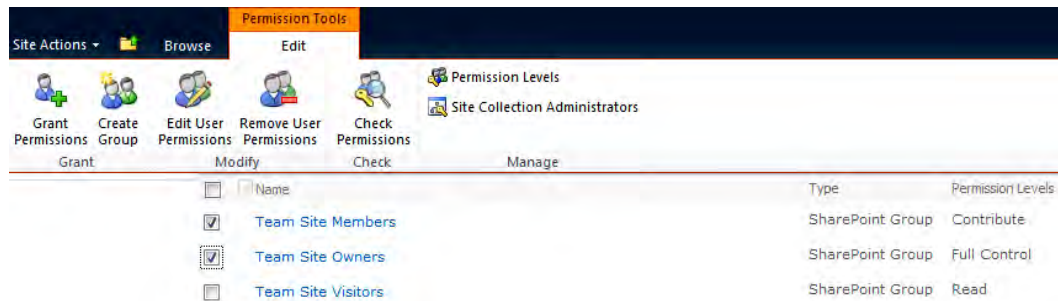 Permission Tools
Site Actions Browse Edit
Grant Permissions
Create Group
Edit User Permissions
Remove User Permissions
Check Permissions
Permission Levels
Site Collection Administrators
Grant Modify Check Manage
Name Type Permission Levels
Team Site Members SharePoint Group Contribute
Team Site Owners SharePoint Group Full Control
Team Site Visitors SharePoint Group Read